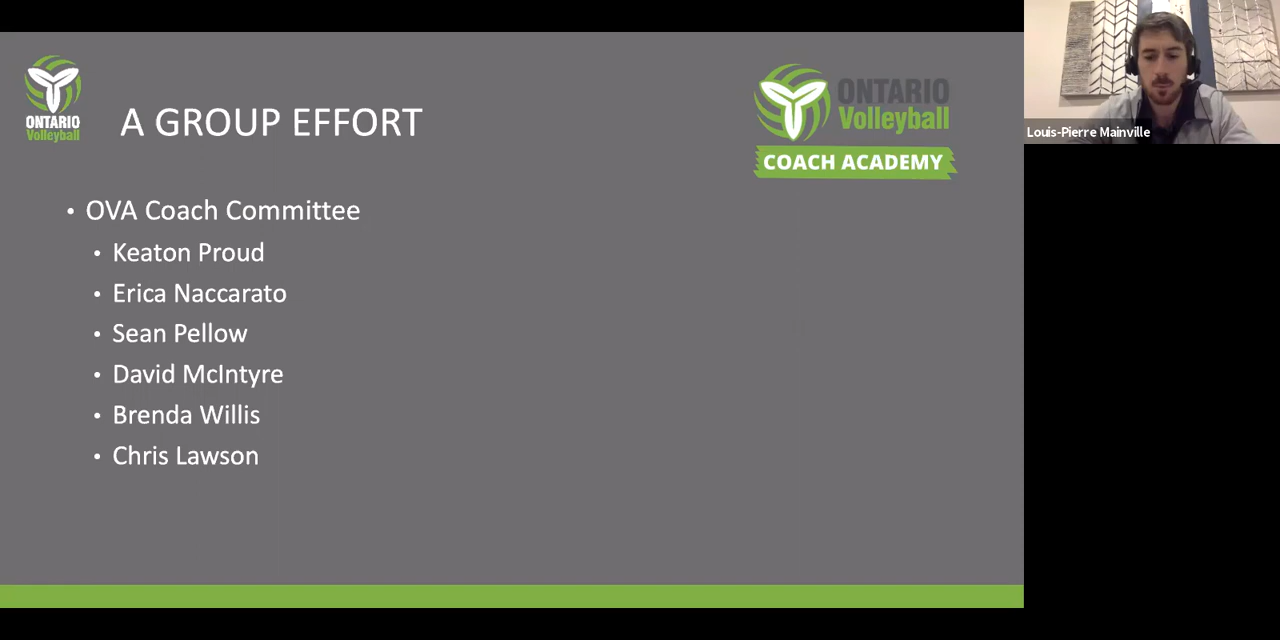 ONTARIO
Volleyball
A GROUP EFFORT
ONTARIO
Volleyball
COACH ACADEMY
Louis-Pierre Mainville
• OVA Coach Committee
• Keaton Proud
• Erica Naccarato
• Sean Pellow
• David McIntyre
• Brenda Willis
• Chris Lawson